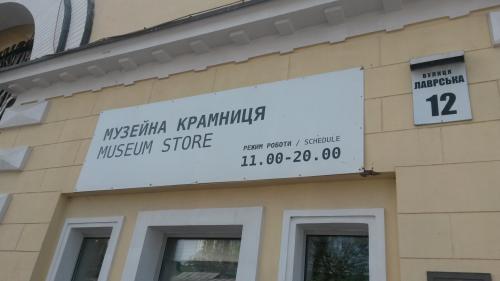 МУЗЕЙНА КРАМНИЦЯ
MUSEUM STORE
РЕЖИМ РОБОТИ / SCHEDULE
11.00-20.00
ВУЛИЦЯ
ЛАВРСЬКА
12